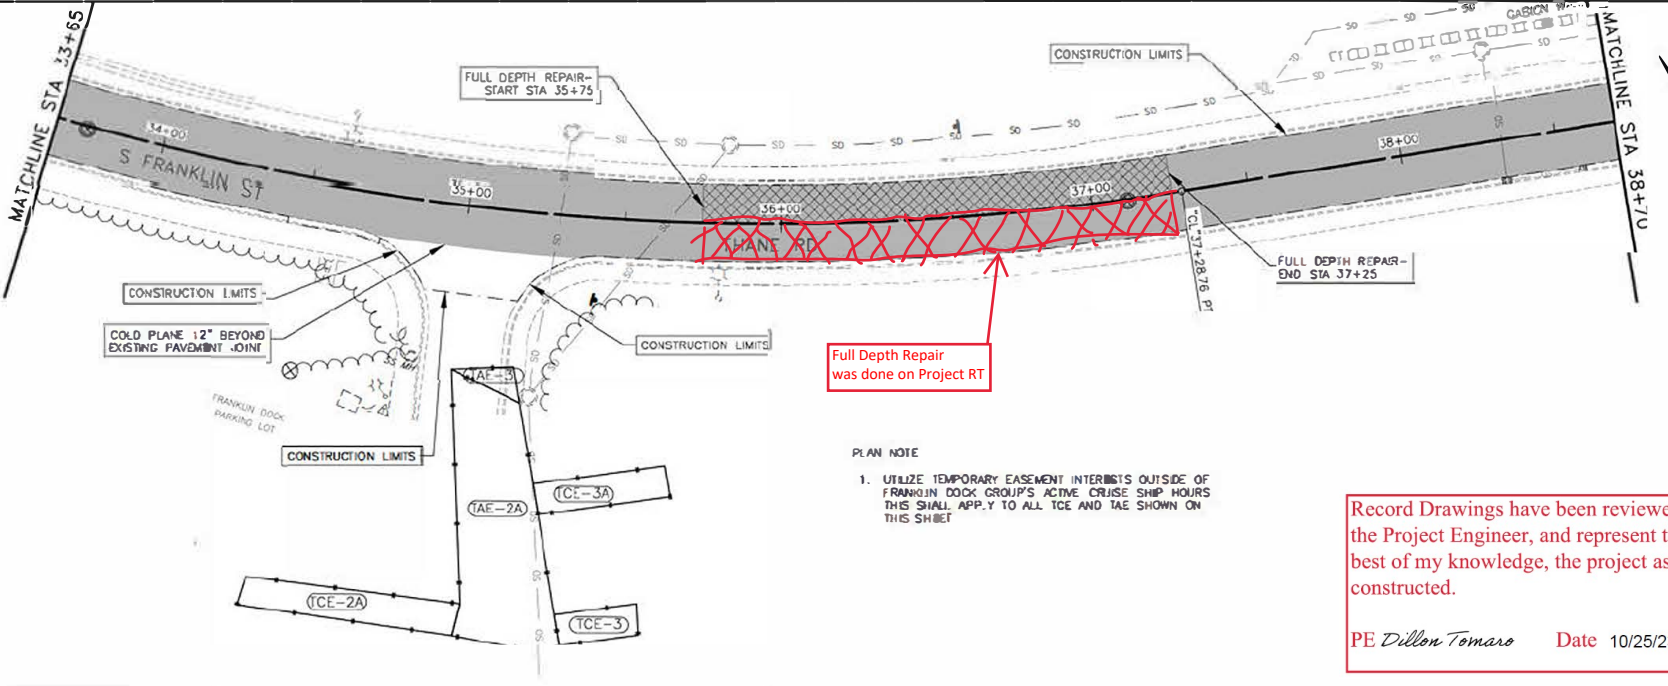 MATCHLINE STA 33+65
GABION
SD
CONSTRUCTION LIMITS
MATCHLINE STA 38+70
FULL DEPTH REPAIR-
START STA 35+75
34+00
S FRANKLIN ST
35+00
36+00
37+00
38+00
THANE RD
"CL"37+28.76 PT
FULL DEPTH REPAIR-
END STA 37+25
CONSTRUCTION LIMITS
COLD PLANE 12" BEYOND
EXISTING PAVEMENT JOINT
CONSTRUCTION LIMITS
Full Depth Repair
was done on Project RT
FRANKLIN DOCK
PARKING LOT
SS MH
TAE-3
CONSTRUCTION LIMITS
TCE-3A
TAE-2A
TCE-2A
TCE-3
PLAN NOTE
1. UTILIZE TEMPORARY EASEMENT INTERESTS OUTSIDE OF
FRANKLIN DOCK GROUP'S ACTIVE CRUISE SHIP HOURS
THIS SHALL APPLY TO ALL TCE AND TAE SHOWN ON
THIS SHEET
Record Drawings have been reviewe
the Project Engineer, and represent t
best of my knowledge, the project as
constructed.
PE Dillon Tomaro Date 10/25/2